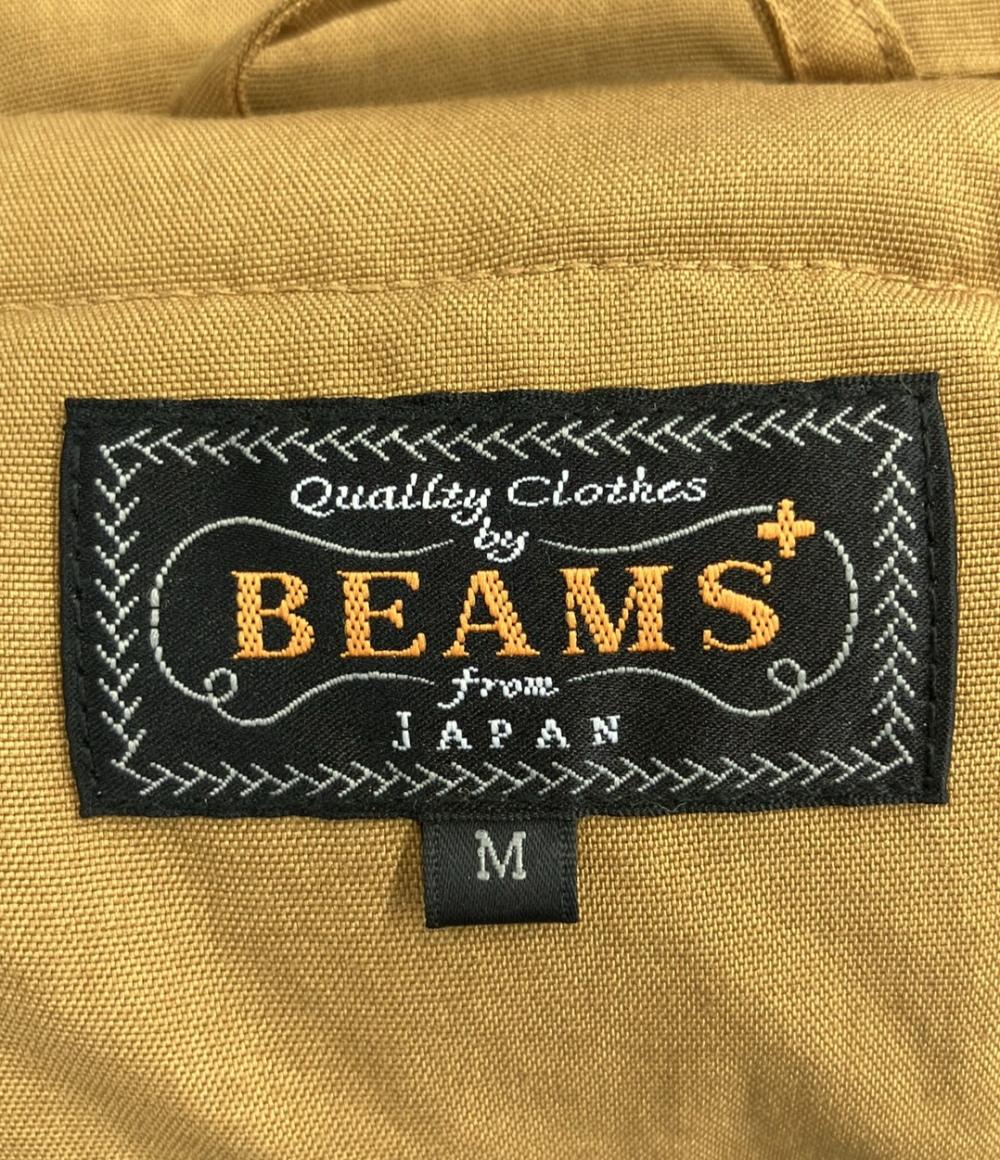 Quality Clothes
by
BEAMS+
from
JAPAN
M